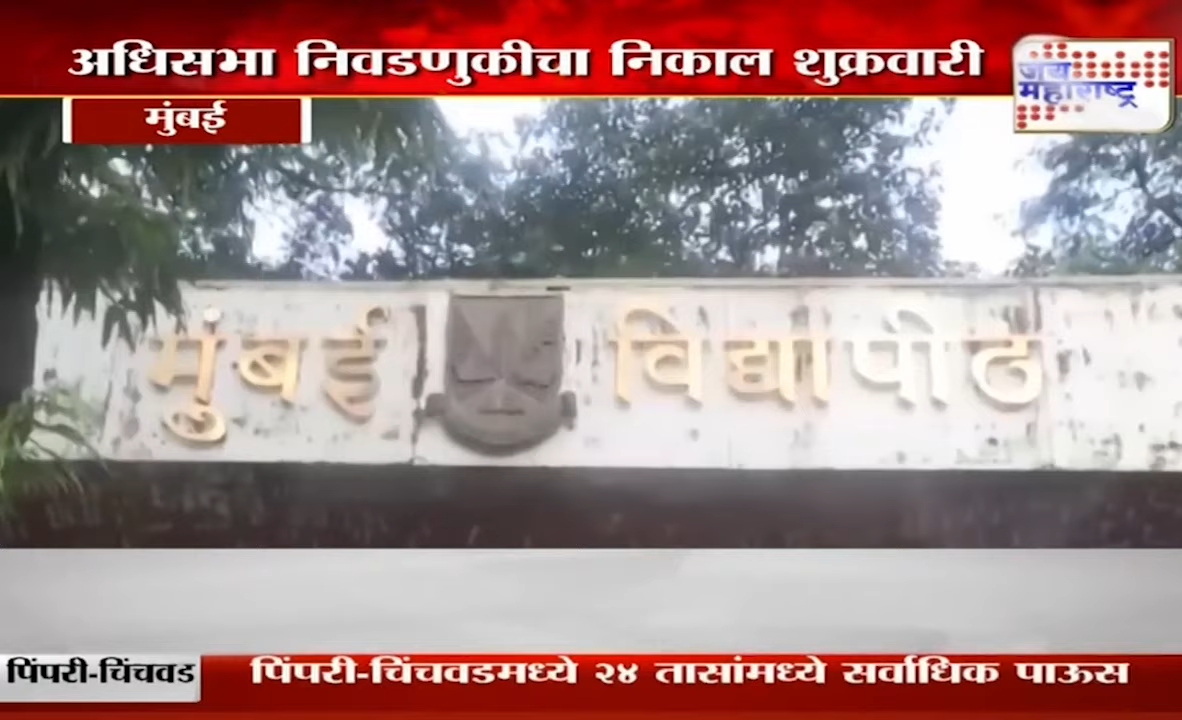 अधिसभा निवडणुकीचा निकाल शुक्रवारी
जय
महाराष्ट्र
मुंबई
मुंबई विद्यापीठ
पिंपरी-चिंचवड
पिंपरी-चिंचवडमध्ये २४ तासांमध्ये सर्वाधिक पाऊस